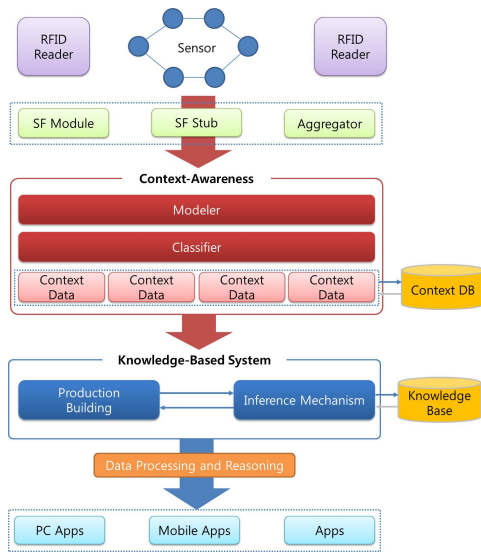 RFID
Reader
Sensor
RFID
Reader
SF Module
SF Stub
Aggregator
Context-Awareness
Modeler
Classifier
Context
Data
Context
Data
Context
Data
Context
Data
Context DB
Knowledge-Based System
Production
Building
Inference Mechanism
Knowledge
Base
Data Processing and Reasoning
PC Apps
Mobile Apps
Apps